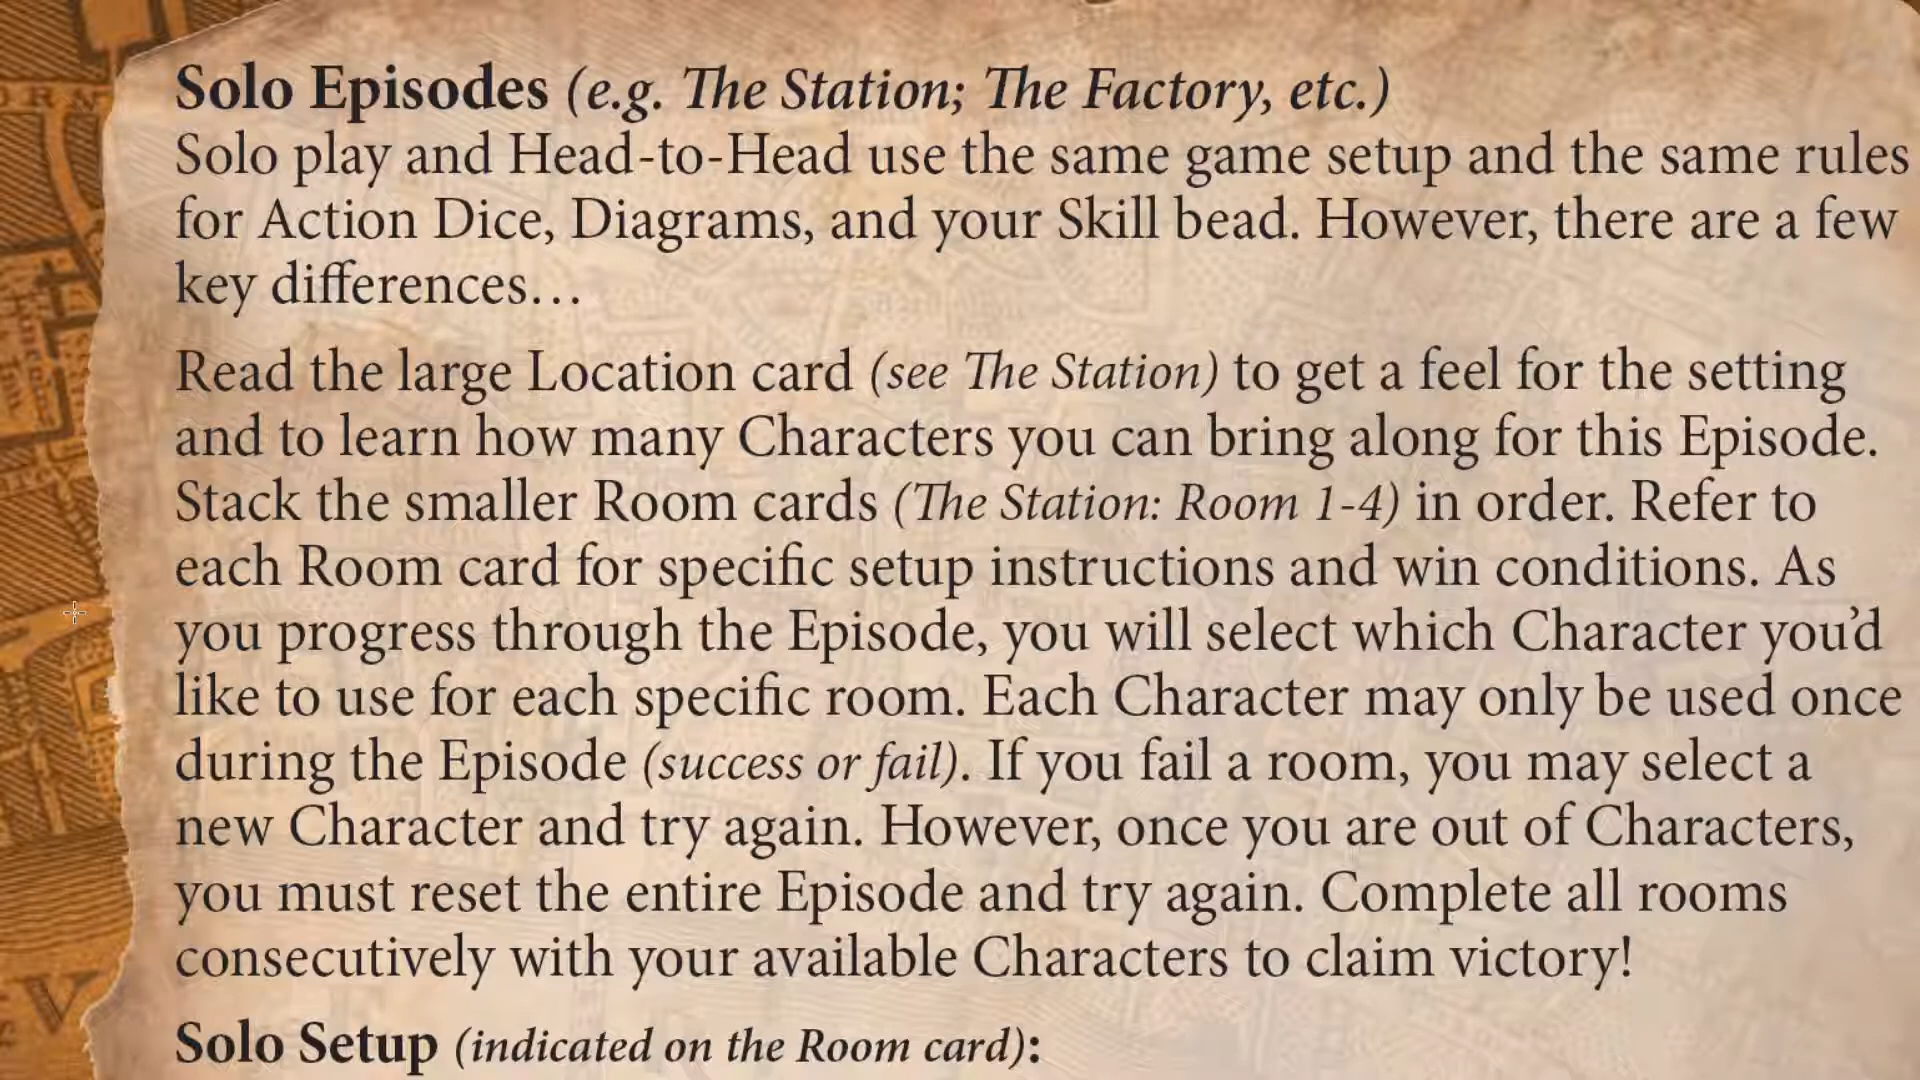 Solo Episodes (e.g. The Station; The Factory, etc.)
Solo play and Head-to-Head use the same game setup and the same rules
for Action Dice, Diagrams, and your Skill bead. However, there are a few
key differences…
Read the large Location card (see The Station) to get a feel for the setting
and to learn how many Characters you can bring along for this Episode.
Stack the smaller Room cards (The Station: Room 1-4) in order. Refer to
each Room card for specific setup instructions and win conditions. As
you progress through the Episode, you will select which Character you’d
like to use for each specific room. Each Character may only be used once
during the Episode (success or fail). If you fail a room, you may select a
new Character and try again. However, once you are out of Characters,
you must reset the entire Episode and try again. Complete all rooms
consecutively with your available Characters to claim victory!
Solo Setup (indicated on the Room card):